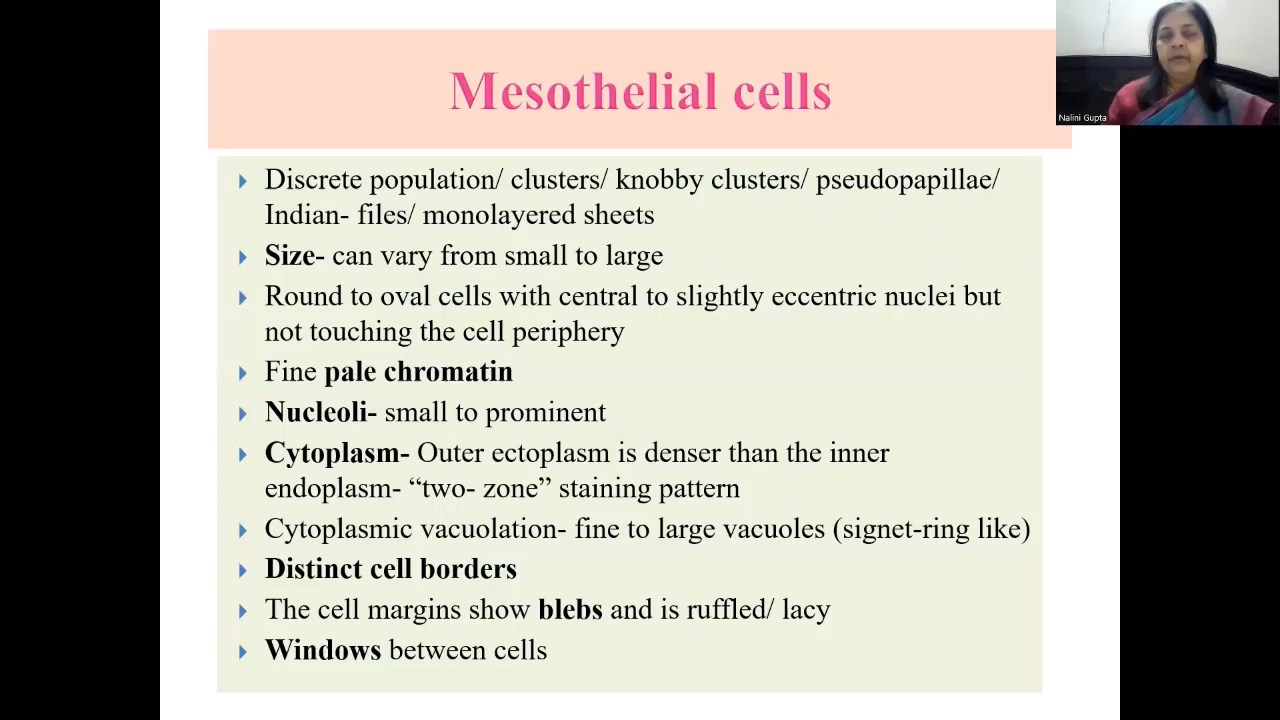 Mesothelial cells
Nalini Gupta
Discrete population/ clusters/ knobby clusters/ pseudopapillae/
Indian- files/ monolayered sheets
Size- can vary from small to large
Round to oval cells with central to slightly eccentric nuclei but
not touching the cell periphery
Fine pale chromatin
Nucleoli- small to prominent
Cytoplasm- Outer ectoplasm is denser than the inner
endoplasm- “two- zone” staining pattern
Cytoplasmic vacuolation- fine to large vacuoles (signet-ring like)
Distinct cell borders
The cell margins show blebs and is ruffled/ lacy
Windows between cells